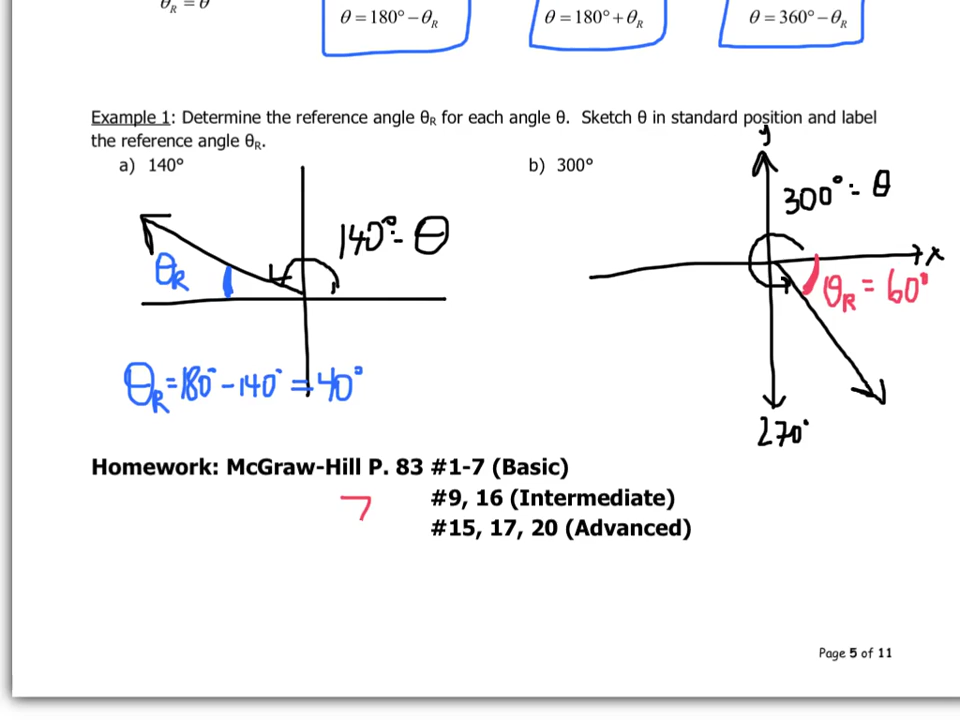 θR = θ
θ = 180° − θR
θ = 180° + θR
θ = 360° − θR
Example 1: Determine the reference angle θR for each angle θ. Sketch θ in standard position and label
the reference angle θR.
a) 140°
b) 300°
y
300° = θ
140° = θ
x
θR
θR = 60°
θR = 180° − 140° = 40°
270°
Homework: McGraw-Hill P. 83 #1-7 (Basic)
#9, 16 (Intermediate)
#15, 17, 20 (Advanced)
Page 5 of 11